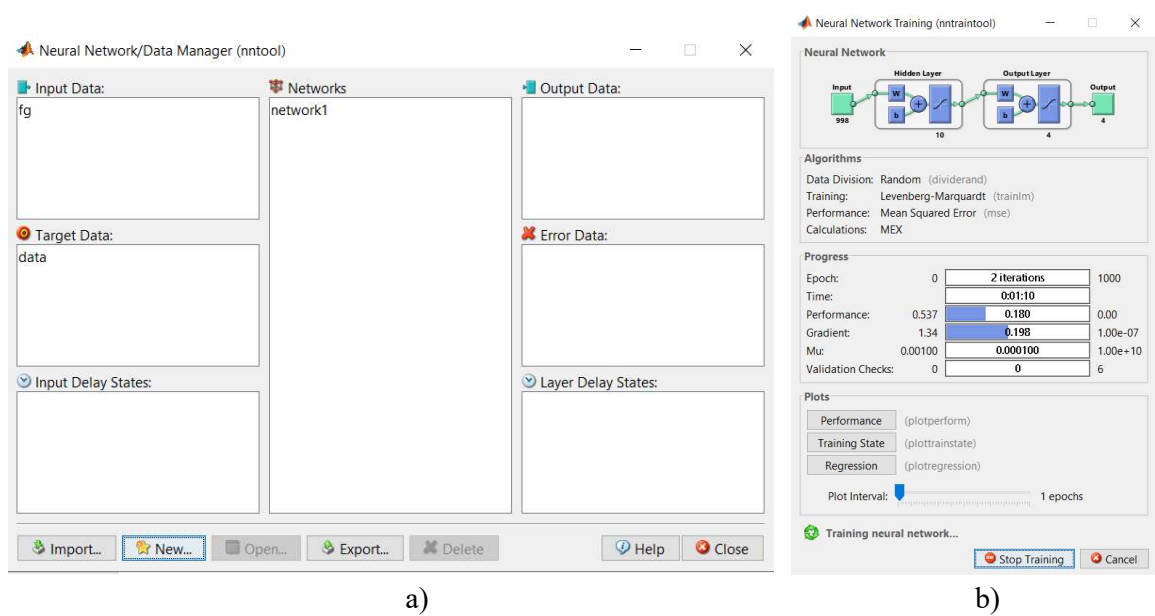 Neural Network/Data Manager (nntool)
Input Data:
fg
Networks
network1
Output Data:
Target Data:
data
Error Data:
Input Delay States:
Layer Delay States:
Import... New... Open... Export... Delete Help Close
a)
Neural Network Training (nntraintool)
Neural Network
Hidden Layer Output Layer
Input Output
W W
b b
998 10 4 4
Algorithms
Data Division: Random (dividerand)
Training: Levenberg-Marquardt (trainlm)
Performance: Mean Squared Error (mse)
Calculations: MEX
Progress
Epoch: 0 2 iterations 1000
Time: 0:01:10
Performance: 0.537 0.180 0.00
Gradient: 1.34 0.198 1.00e-07
Mu: 0.00100 0.000100 1.00e+10
Validation Checks: 0 0 6
Plots
Performance (plotperform)
Training State (plottrainstate)
Regression (plotregression)
Plot Interval: 1 epochs
Training neural network...
Stop Training Cancel
b)